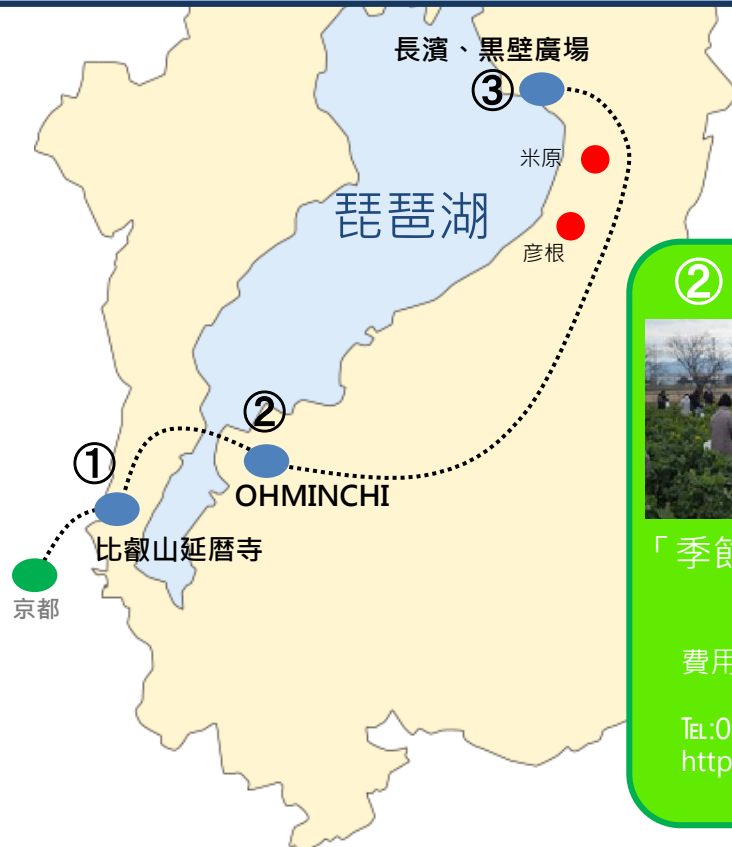 長濱、黒壁廣場
③
米原
琵琶湖
彦根
②
②
①
OHMINCHI
比叡山延暦寺
京都
「季節
費用
℡:0
http